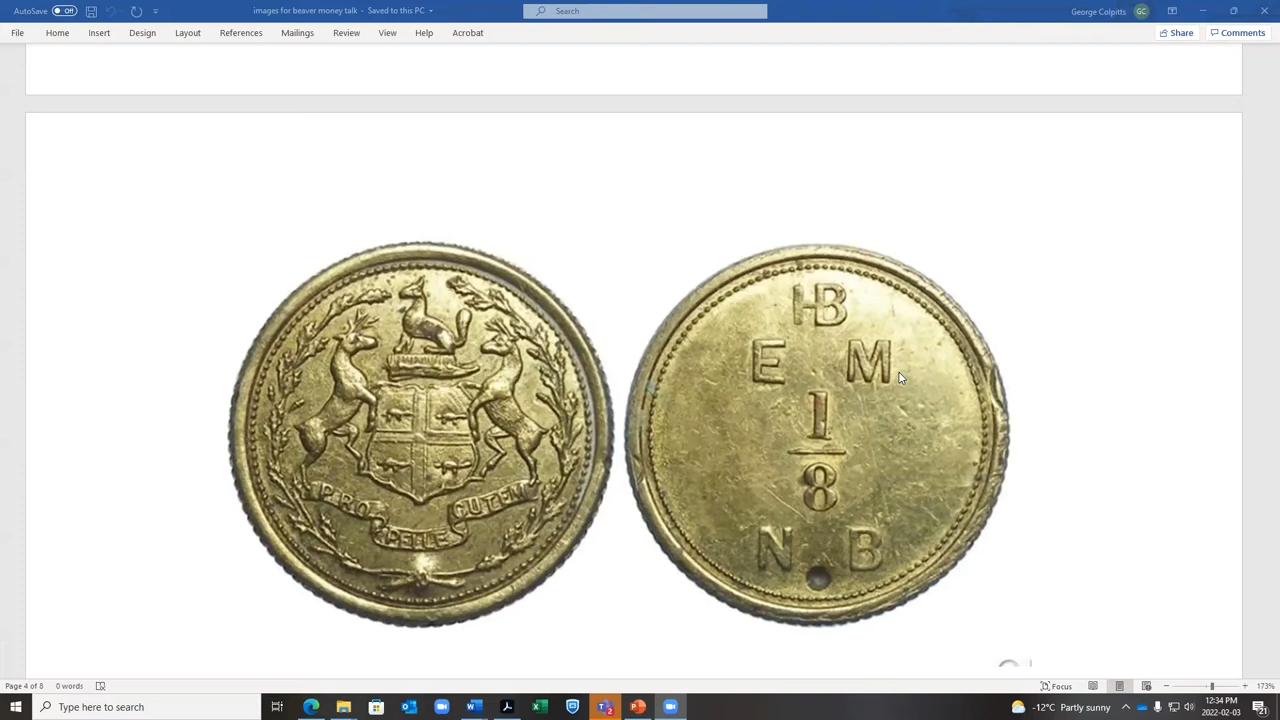 AutoSave Off
images for beaver money talk - Saved to this PC
Search
George Colpitts GC
File Home Insert Design Layout References Mailings Review View Help Acrobat
Share Comments
PRO PELLE CUTEM
HB
E M
1
8
N B
Page 4 of 8 0 words
Focus
173%
Type here to search
2
-12°C Partly sunny
12:34 PM
2022-02-03
21